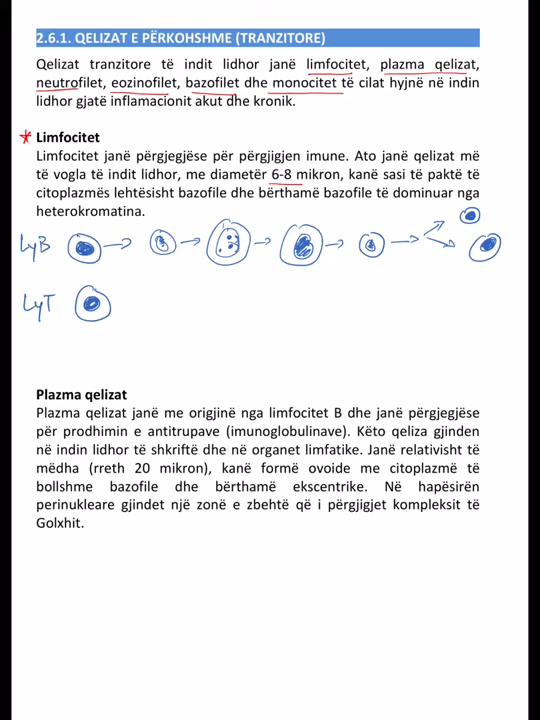 2.6.1. QELIZAT E PËRKOHSHME (TRANZITORE)
Qelizat tranzitore të indit lidhor janë limfocitet, plazma qelizat,
neutrofilet, eozinofilet, bazofilet dhe monocitet të cilat hyjnë në indin
lidhor gjatë inflamacionit akut dhe kronik.
Limfocitet
Limfocitet janë përgjegjëse për përgjigjen imune. Ato janë qelizat më
të vogla të indit lidhor, me diametër 6-8 mikron, kanë sasi të paktë të
citoplazmës lehtësisht bazofile dhe bërthamë bazofile të dominuar nga
heterokromatina.
LyB
LyT
Plazma qelizat
Plazma qelizat janë me origjinë nga limfocitet B dhe janë përgjegjëse
për prodhimin e antitrupave (imunoglobulinave). Këto qeliza gjinden
në indin lidhor të shkriftë dhe në organet limfatike. Janë relativisht të
mëdha (rreth 20 mikron), kanë formë ovoide me citoplazmë të
bollshme bazofile dhe bërthamë ekscentrike. Në hapësirën
perinukleare gjindet një zonë e zbehtë që i përgjigjet kompleksit të
Golxhit.